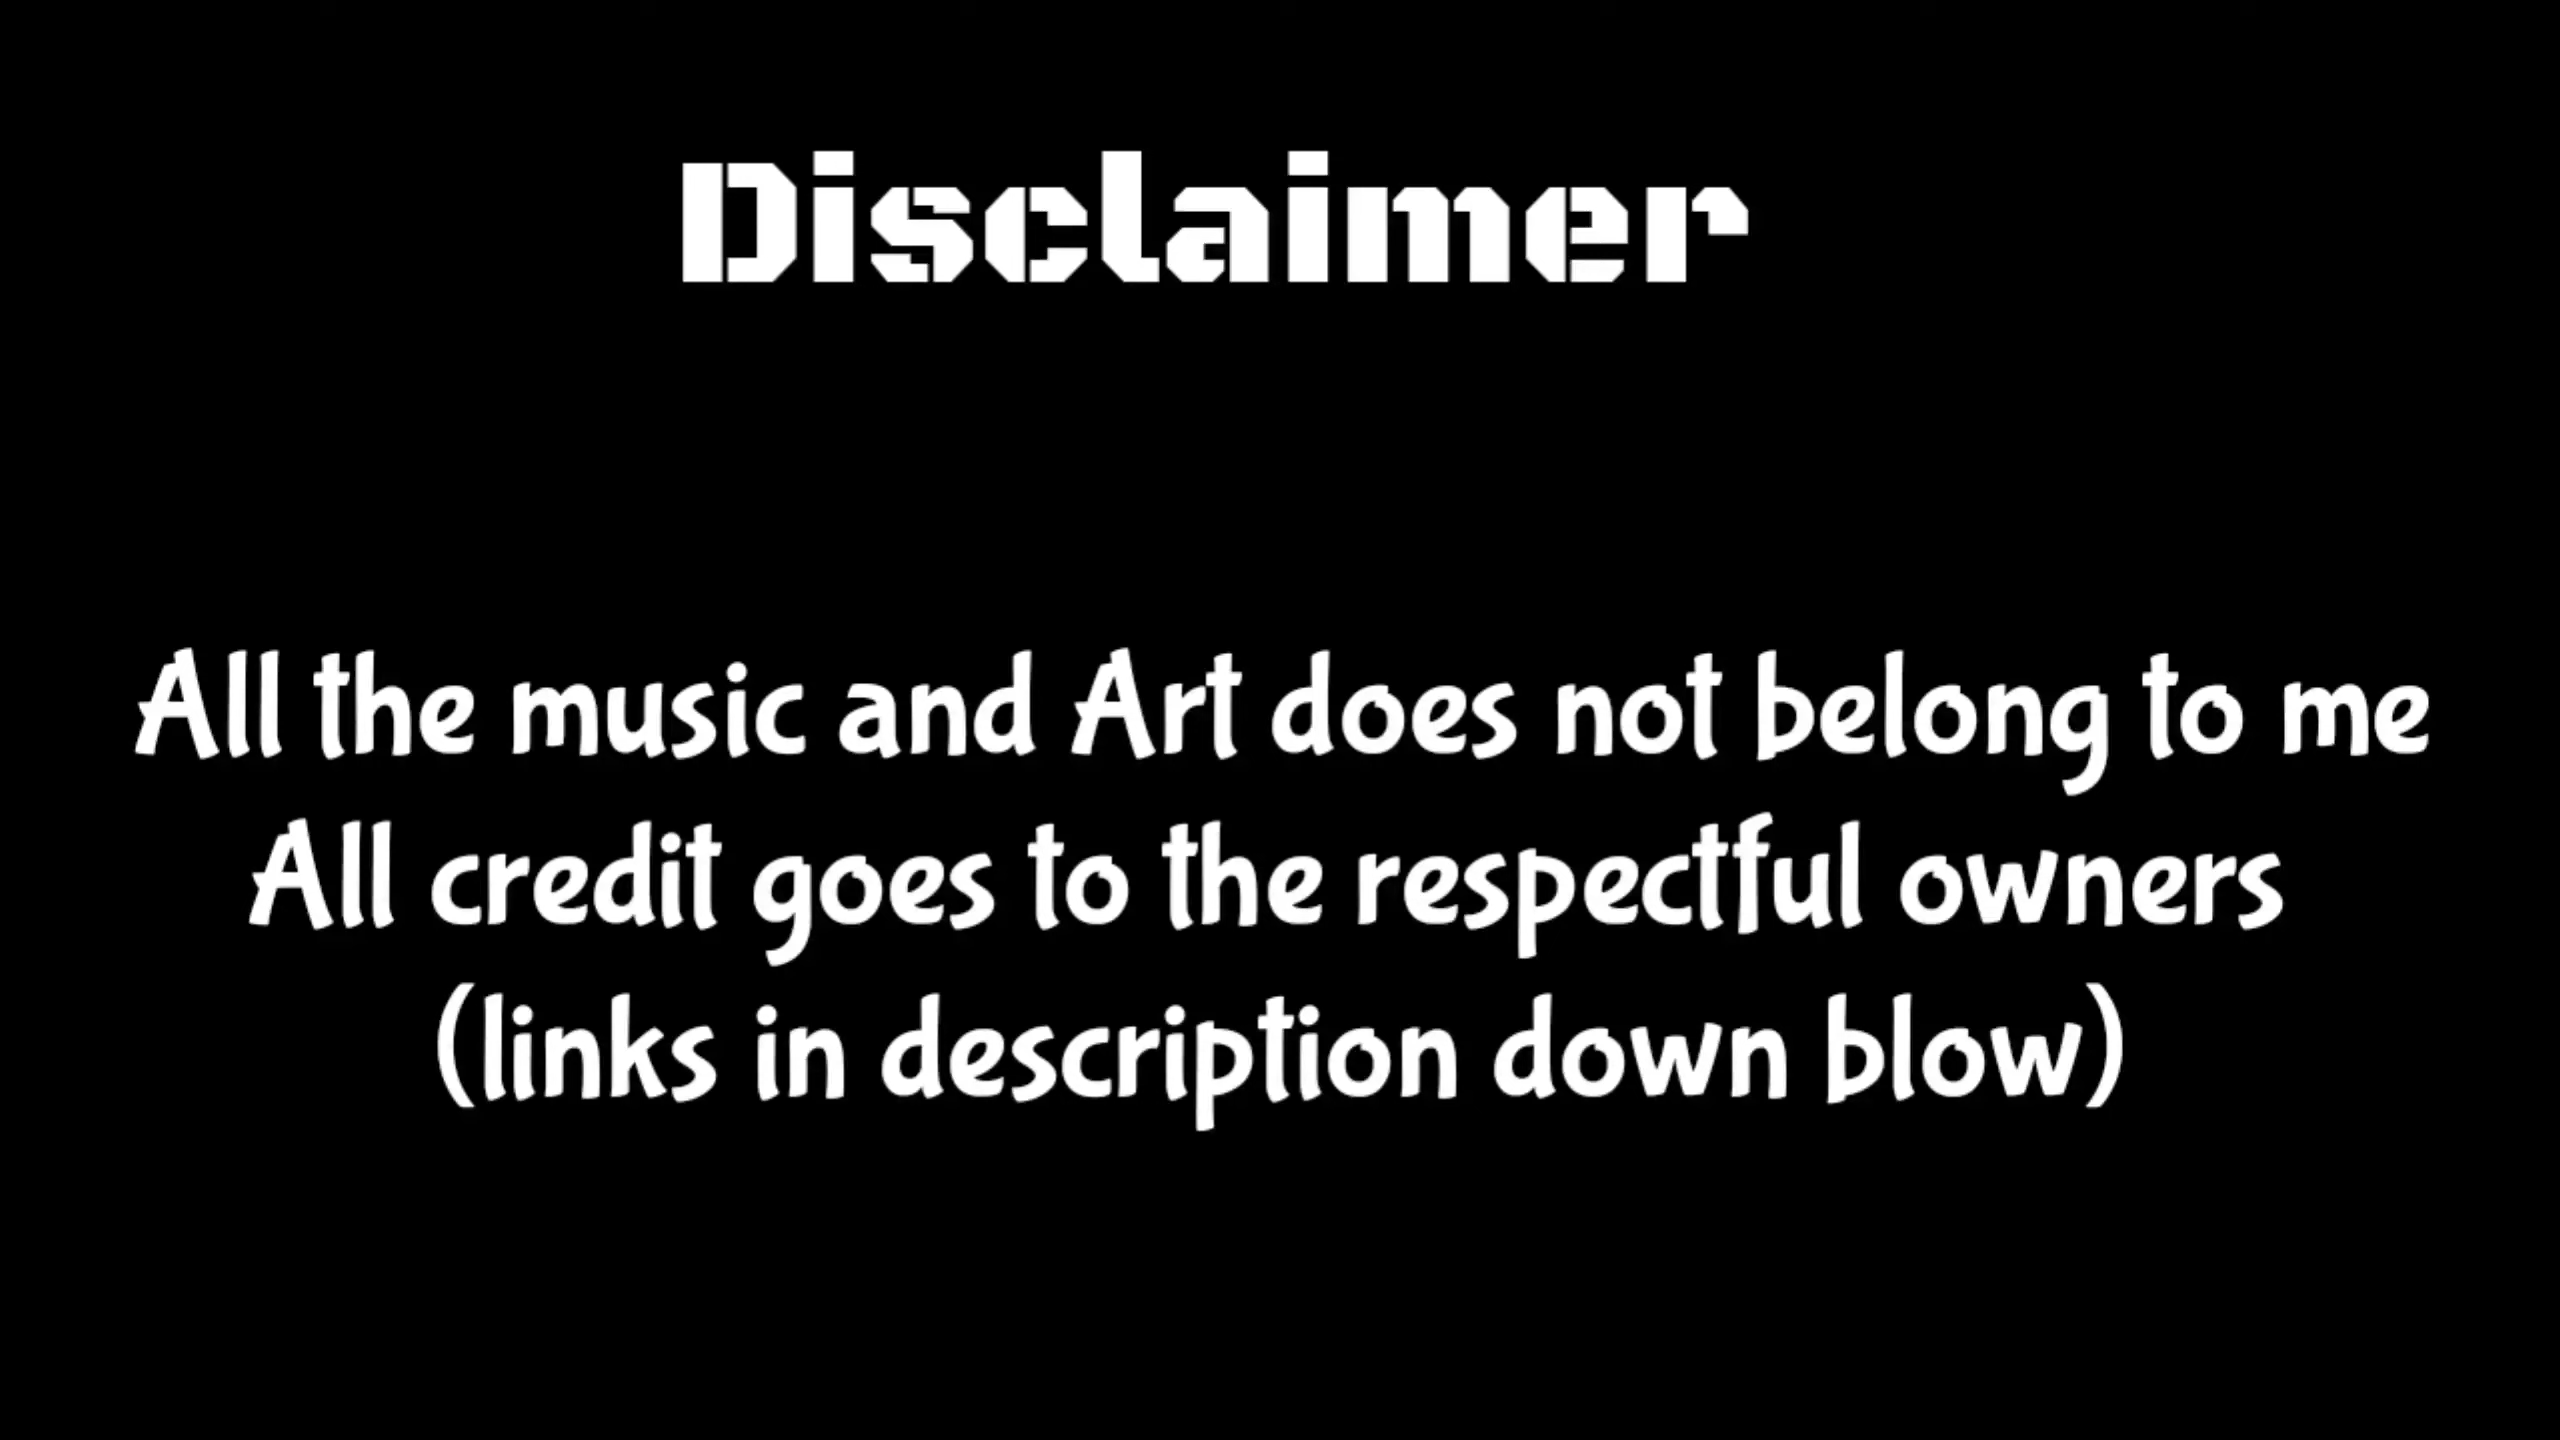 Disclaimer
All the music and Art does not belong to me
All credit goes to the respectful owners
(links in description down blow)